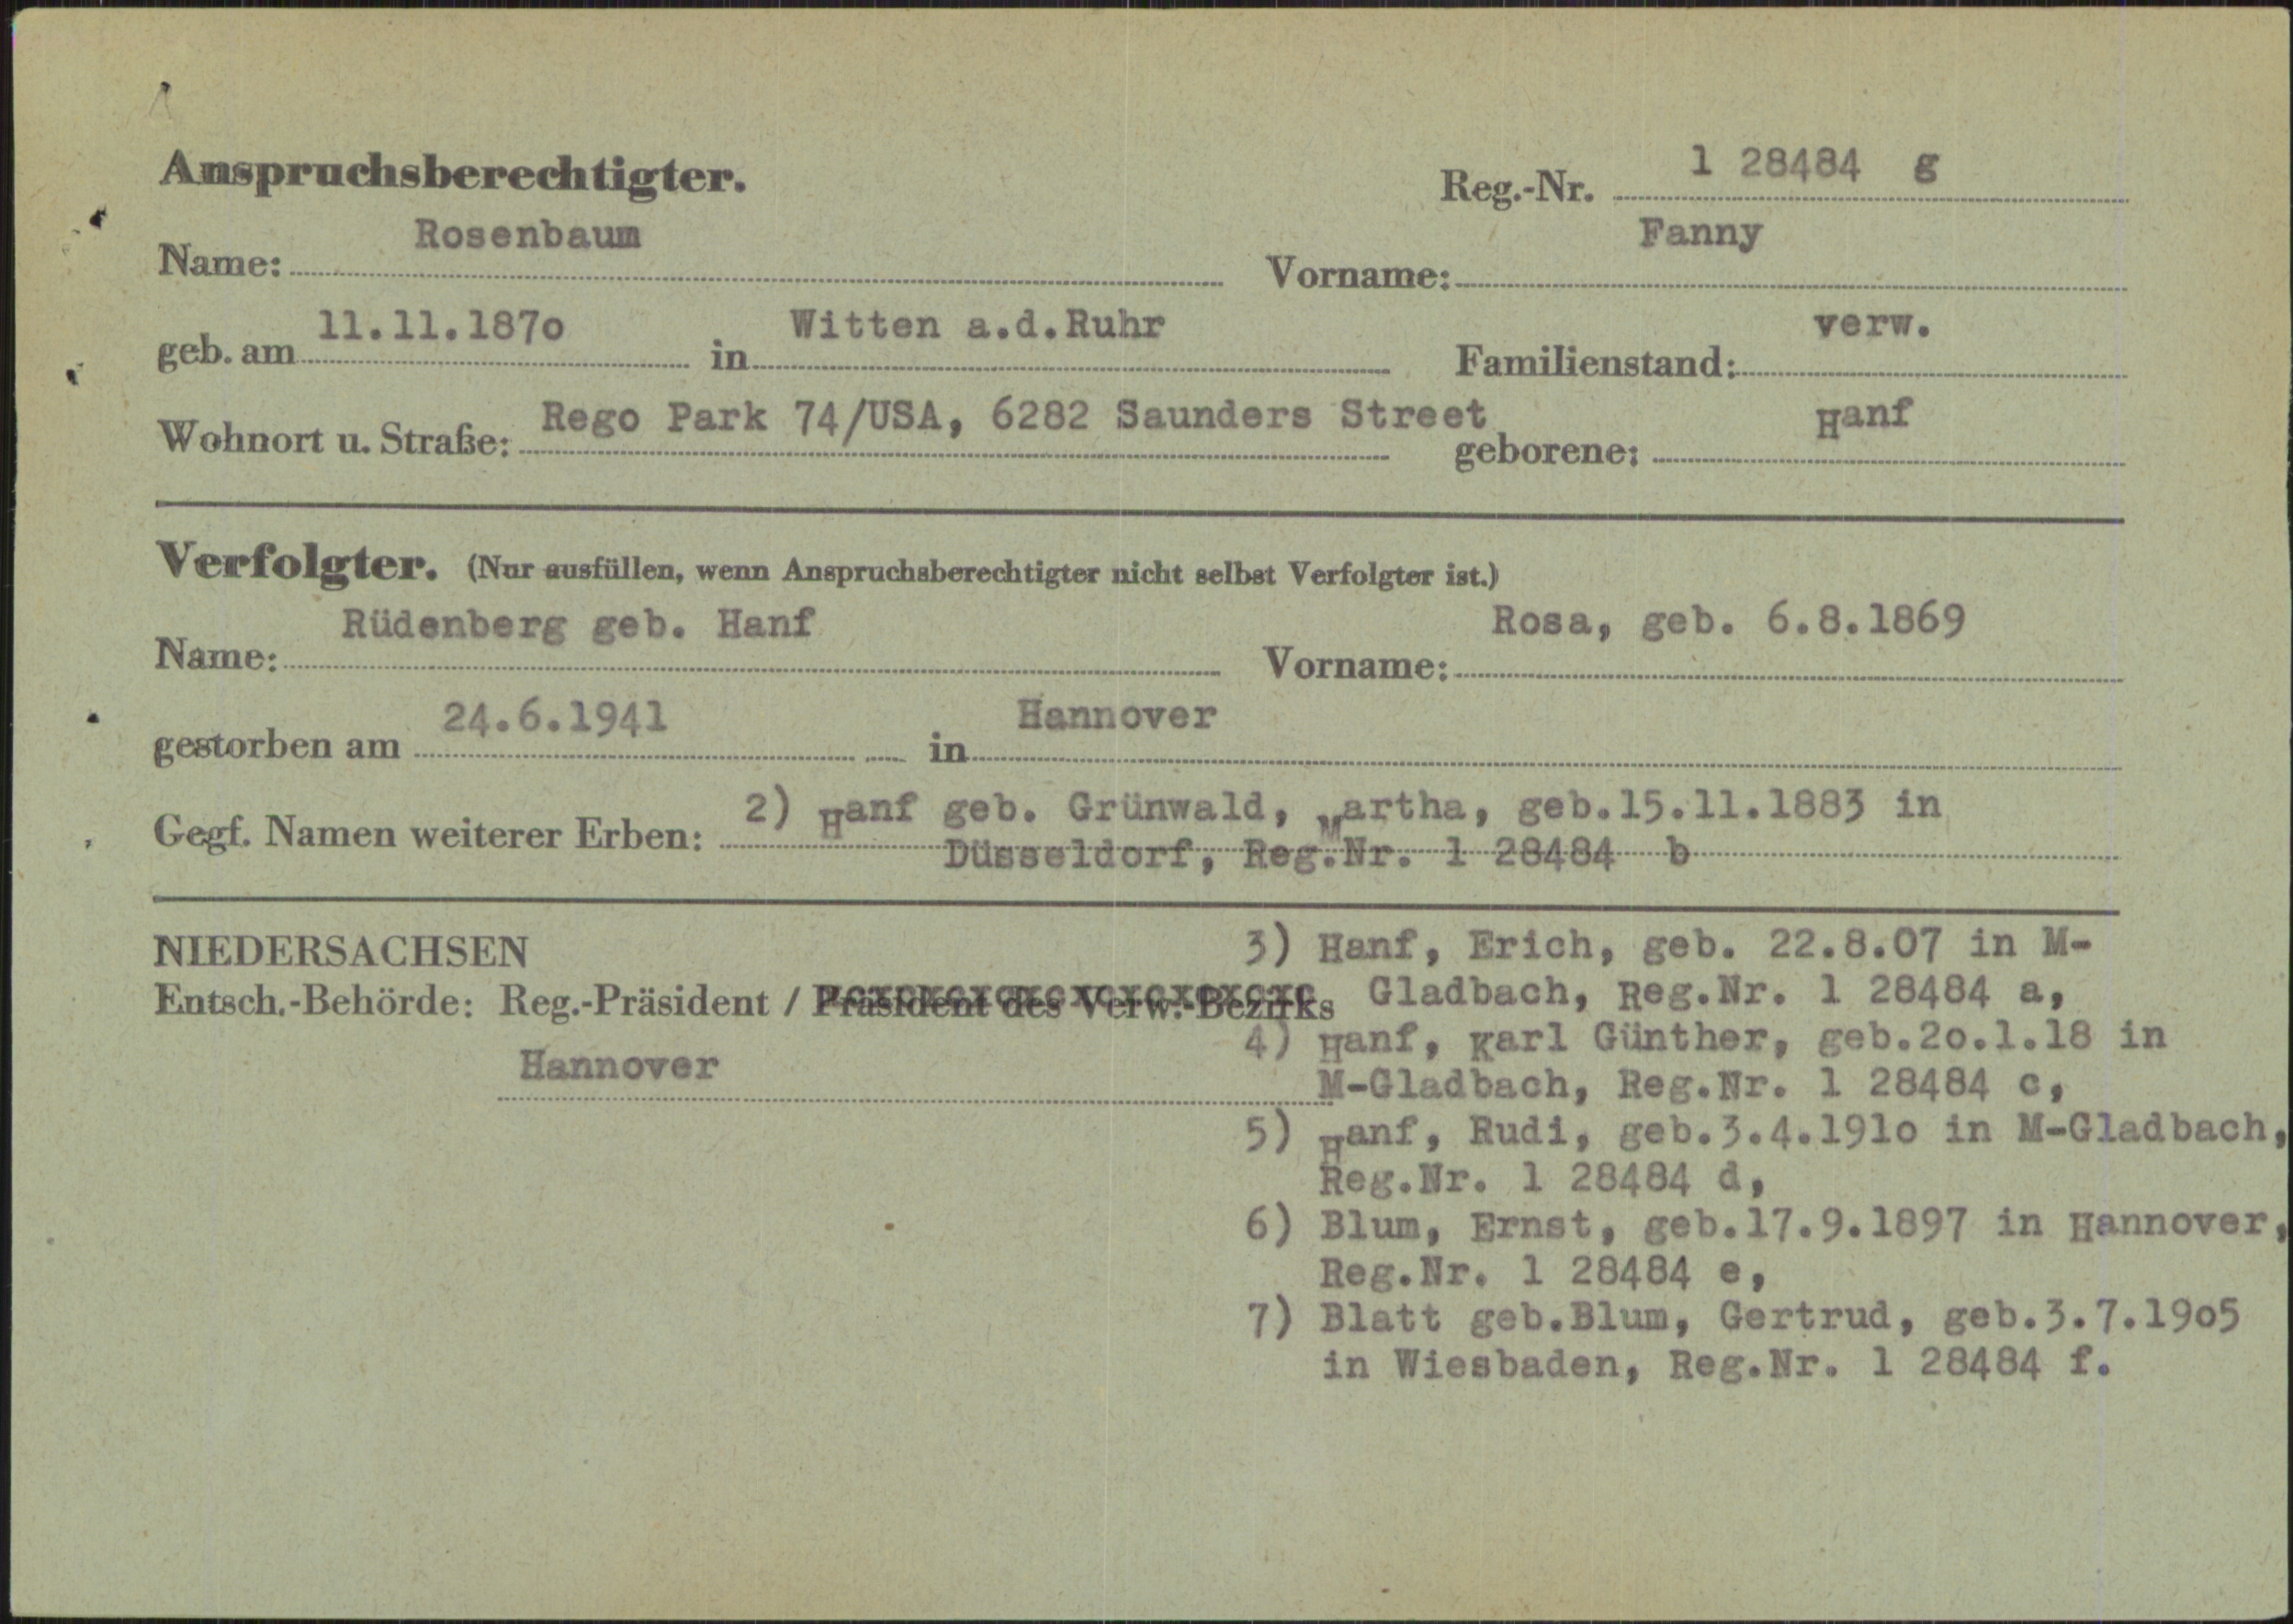 Anspruchsberechtigter.
Reg.-Nr. 1 28484 g
Name: Rosenbaum Vorname: Fanny
geb. am 11.11.187o in Witten a.d.Ruhr Familienstand: verw.
Wohnort u. Straße: Rego Park 74/USA, 6282 Saunders Street geborene: Hanf
Verfolgter. (Nur ausfüllen, wenn Anspruchsberechtigter nicht selbst Verfolgter ist.)
Name: Rüdenberg geb. Hanf Vorname: Rosa, geb. 6.8.1869
gestorben am 24.6.1941 in Hannover
Gegf. Namen weiterer Erben: 2) Hanf geb. Grünwald, Martha, geb.15.11.1883 in
Düsseldorf, Reg.Nr. 1 28484 b
NIEDERSACHSEN
Entsch.-Behörde: Reg.-Präsident / Präsident des Verw.-Bezirks
Hannover
3) Hanf, Erich, geb. 22.8.07 in M-
Gladbach, Reg.Nr. 1 28484 a,
4) Hanf, Karl Günther, geb.2o.1.18 in
M-Gladbach, Reg.Nr. 1 28484 c,
5) Hanf, Rudi, geb.3.4.191o in M-Gladbach,
Reg.Nr. 1 28484 d,
6) Blum, Ernst, geb.17.9.1897 in Hannover,
Reg.Nr. 1 28484 e,
7) Blatt geb.Blum, Gertrud, geb.3.7.19o5
in Wiesbaden, Reg.Nr. 1 28484 f.